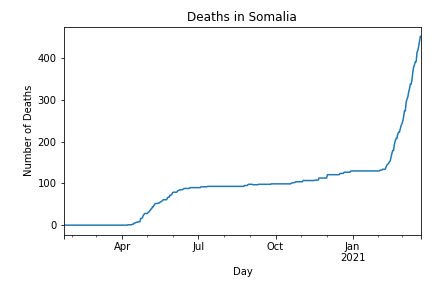 Deaths in Somalia
Number of Deaths
400
300
200
100
0
Apr
Jul
Oct
Jan
2021
Day